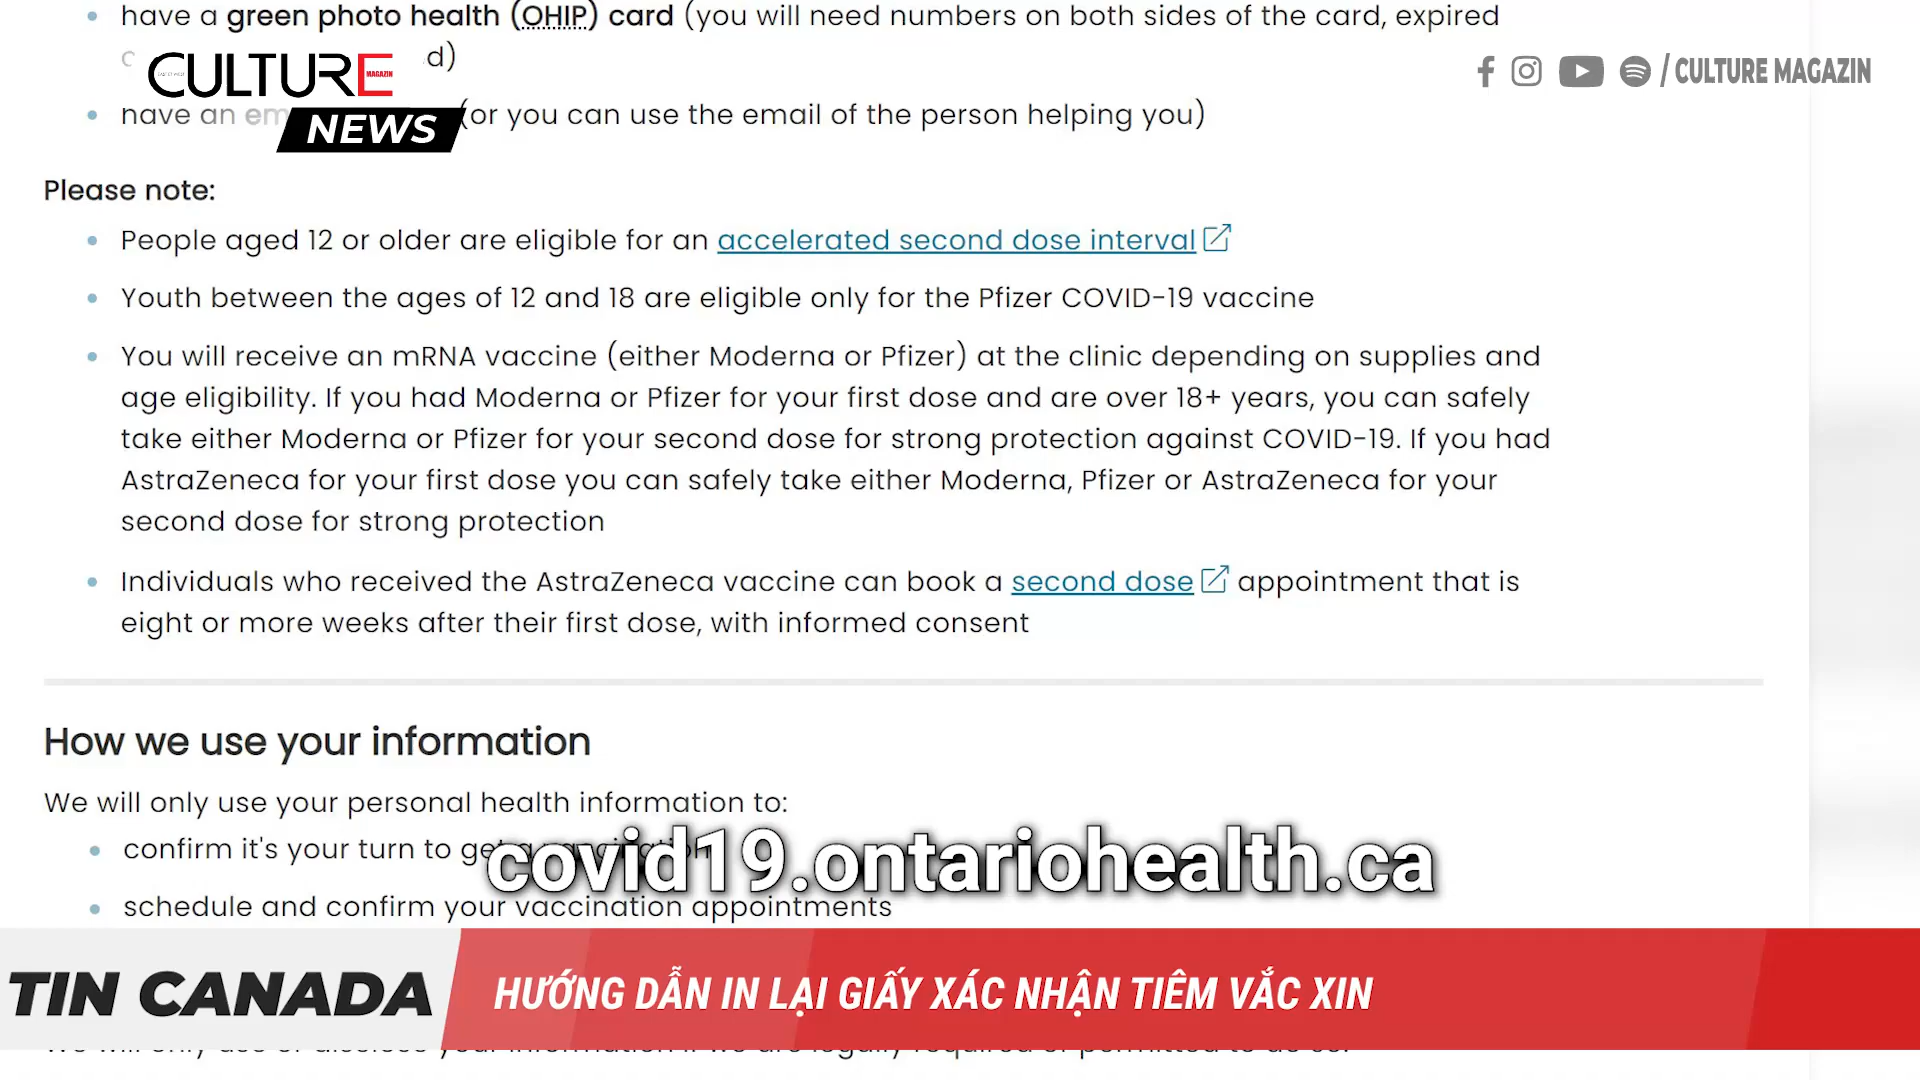 have a green photo health (OHIP) card (you will need numbers on both sides of the card, expired
d)
CULTURE
MAGAZIN
NEWS
/ CULTURE MAGAZIN
have an em (or you can use the email of the person helping you)
Please note:
People aged 12 or older are eligible for an accelerated second dose interval
Youth between the ages of 12 and 18 are eligible only for the Pfizer COVID-19 vaccine
You will receive an mRNA vaccine (either Moderna or Pfizer) at the clinic depending on supplies and
age eligibility. If you had Moderna or Pfizer for your first dose and are over 18+ years, you can safely
take either Moderna or Pfizer for your second dose for strong protection against COVID-19. If you had
AstraZeneca for your first dose you can safely take either Moderna, Pfizer or AstraZeneca for your
second dose for strong protection
Individuals who received the AstraZeneca vaccine can book a second dose appointment that is
eight or more weeks after their first dose, with informed consent
How we use your information
We will only use your personal health information to:
confirm it's your turn to get a vaccination
covid19.ontariohealth.ca
schedule and confirm your vaccination appointments
TIN CANADA
HƯỚNG DẪN IN LẠI GIẤY XÁC NHẬN TIÊM VẮC XIN